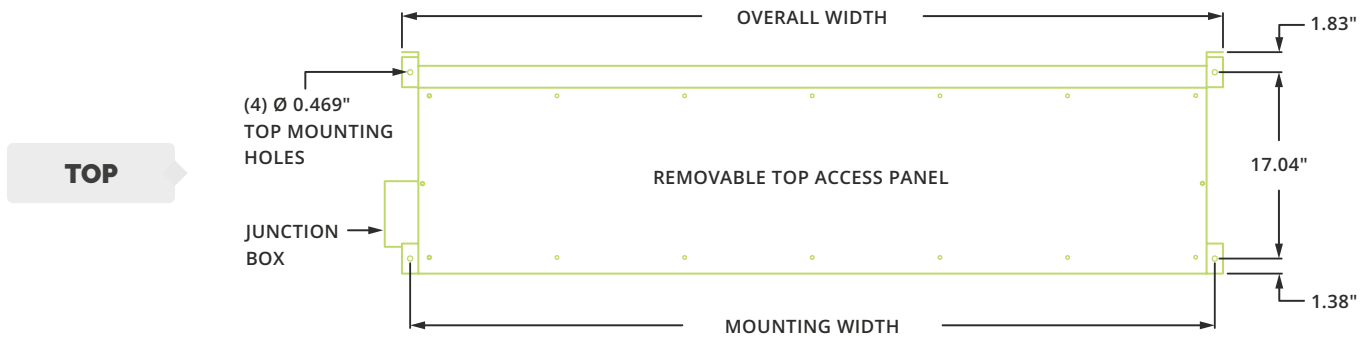 OVERALL WIDTH
1.83"
(4) Ø 0.469"
TOP MOUNTING
HOLES
TOP
REMOVABLE TOP ACCESS PANEL
17.04"
JUNCTION
BOX
1.38"
MOUNTING WIDTH